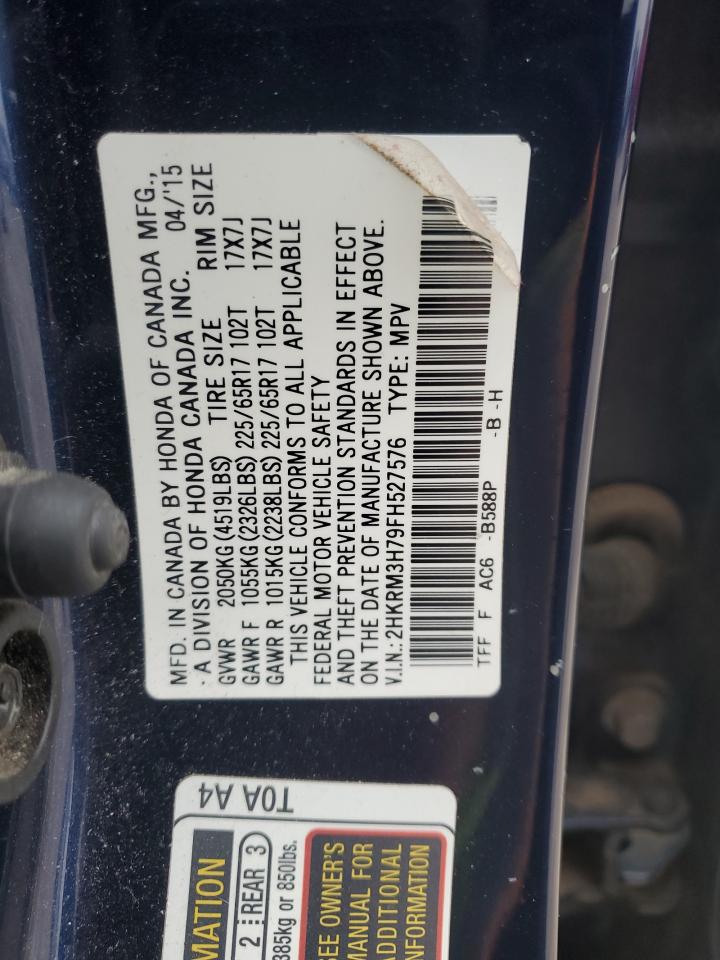 MFD. IN CANADA BY HONDA OF CANADA MFG.,
· A DIVISION OF HONDA CANADA INC. 04/'15
GVWR 2050KG(4519LBS) TIRE SIZE RIM SIZE
GAWR F 1055KG(2326LBS) 225/65R17 102T 17X7J
GAWR R 1015KG(2238LBS) 225/65R17 102T 17X7J
THIS VEHICLE CONFORMS TO ALL APPLICABLE
FEDERAL MOTOR VEHICLE SAFETY
AND THEFT PREVENTION STANDARDS IN EFFECT
ON THE DATE OF MANUFACTURE SHOWN ABOVE.
V.I.N.: 2HKRM3H79FH527576 TYPE: MPV
TFF F AC6 -B588P -B -H
T0A A4
MATION
2 REAR 3
385kg or 850lbs.
SEE OWNER'S
MANUAL FOR
ADDITIONAL
INFORMATION